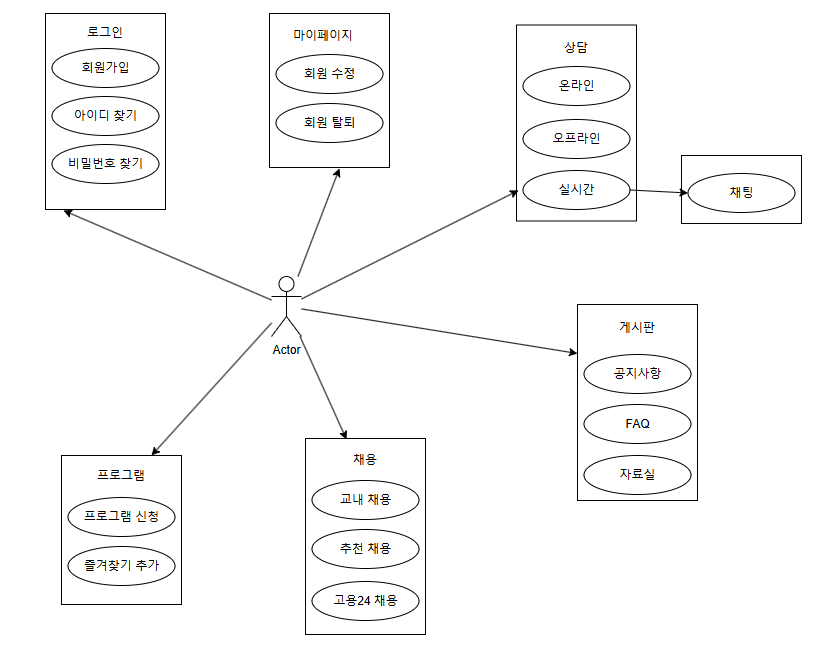 로그인
회원가입
아이디 찾기
비밀번호 찾기
마이페이지
회원 수정
회원 탈퇴
상담
온라인
오프라인
실시간
채팅
Actor
게시판
공지사항
FAQ
자료실
프로그램
프로그램 신청
즐겨찾기 추가
채용
교내 채용
추천 채용
고용24 채용